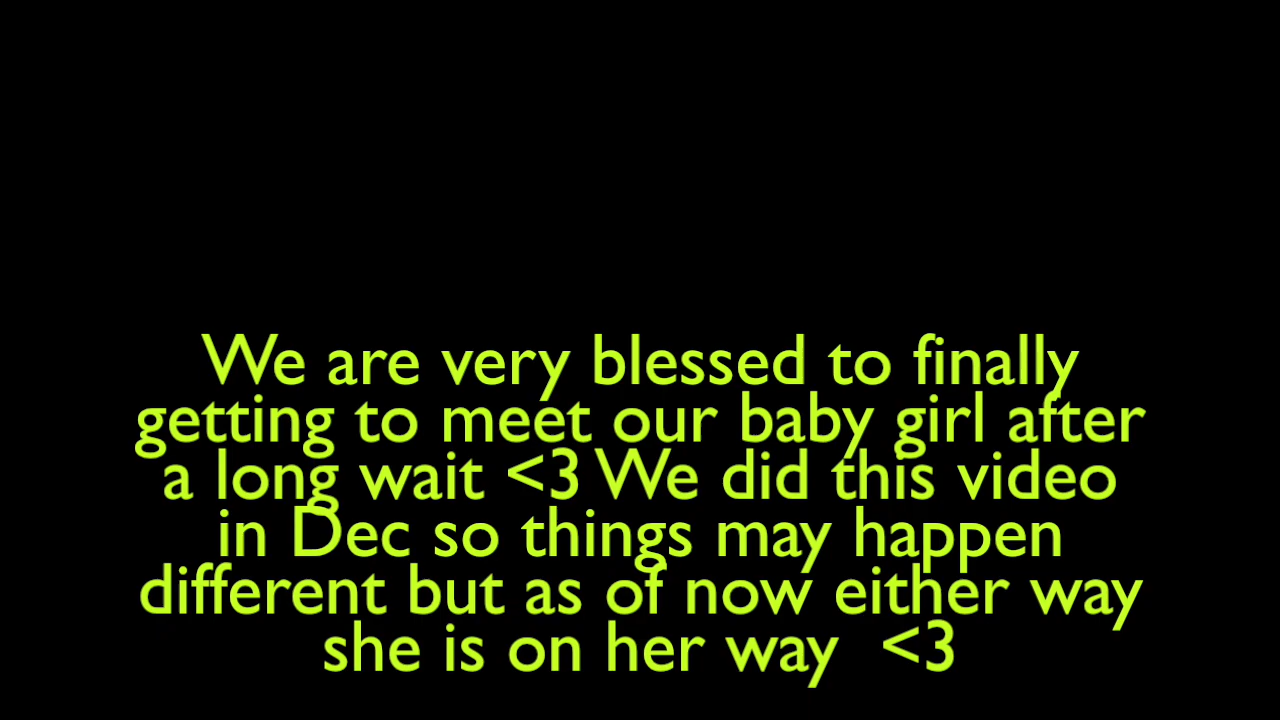 We are very blessed to finally
getting to meet our baby girl after
a long wait <3 We did this video
in Dec so things may happen
different but as of now either way
she is on her way  <3